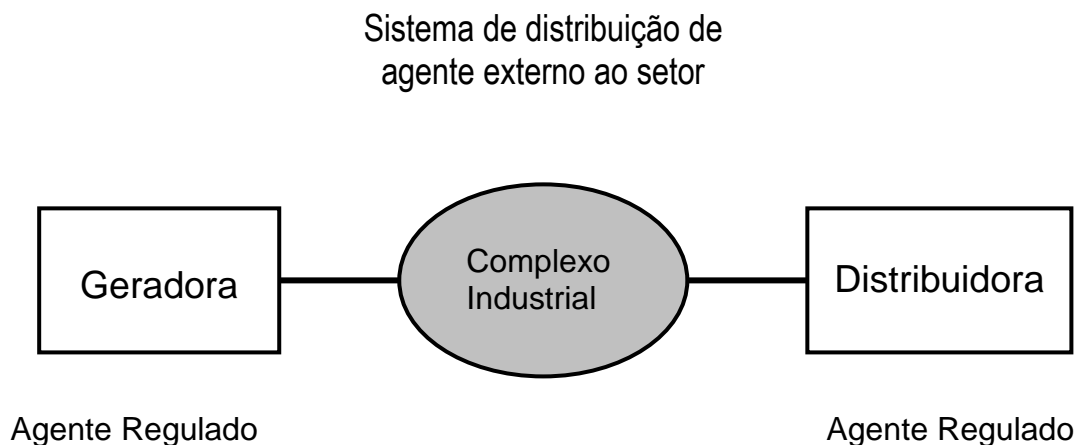 Sistema de distribuição de
agente externo ao setor
Geradora
Complexo
Industrial
Distribuidora
Agente Regulado
Agente Regulado